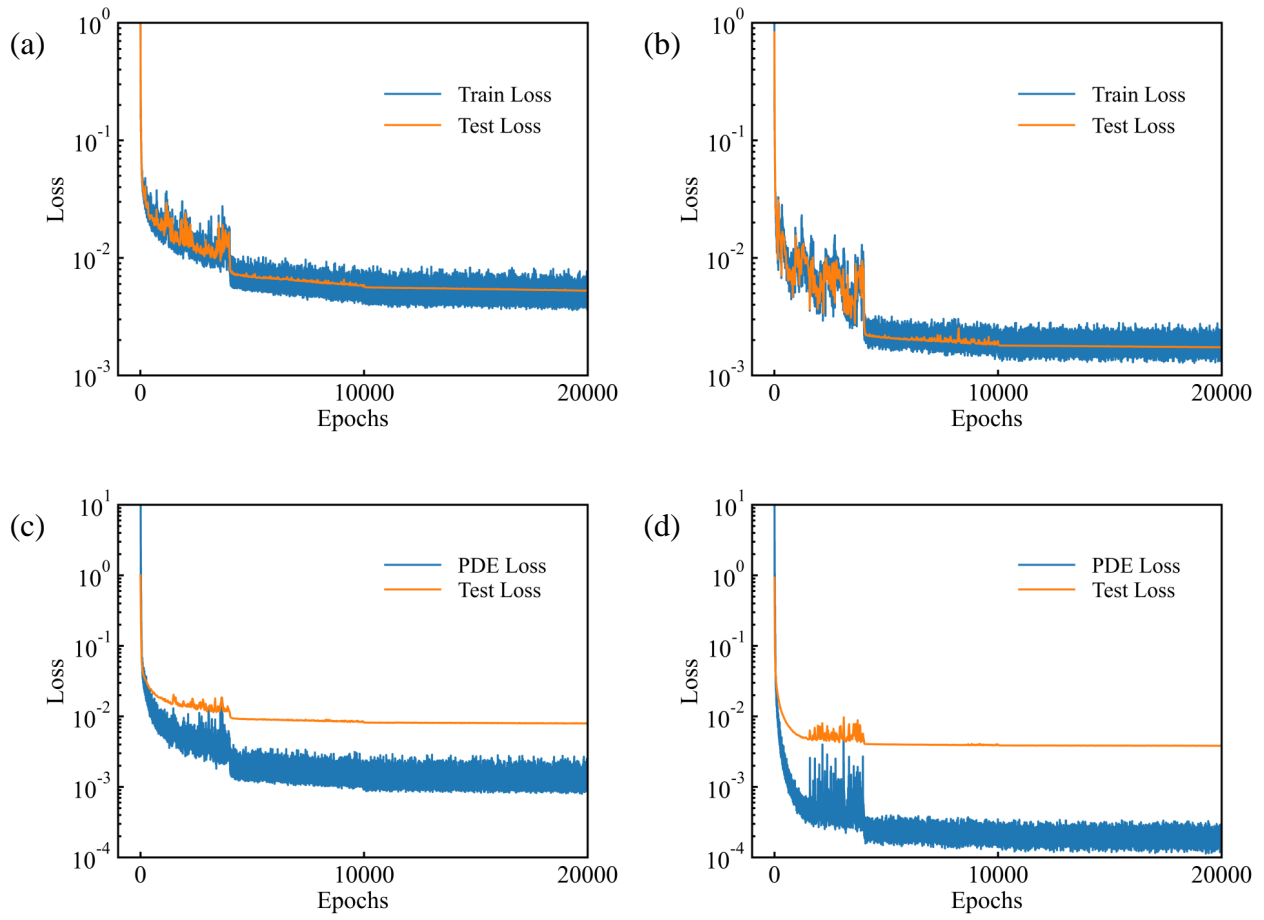 (a)
10^0
10^-1
10^-2
10^-3
Loss
Train Loss
Test Loss
0 10000 20000
Epochs
(b)
10^0
10^-1
10^-2
10^-3
Loss
Train Loss
Test Loss
0 10000 20000
Epochs
(c)
10^1
10^0
10^-1
10^-2
10^-3
10^-4
Loss
PDE Loss
Test Loss
0 10000 20000
Epochs
(d)
10^1
10^0
10^-1
10^-2
10^-3
10^-4
Loss
PDE Loss
Test Loss
0 10000 20000
Epochs